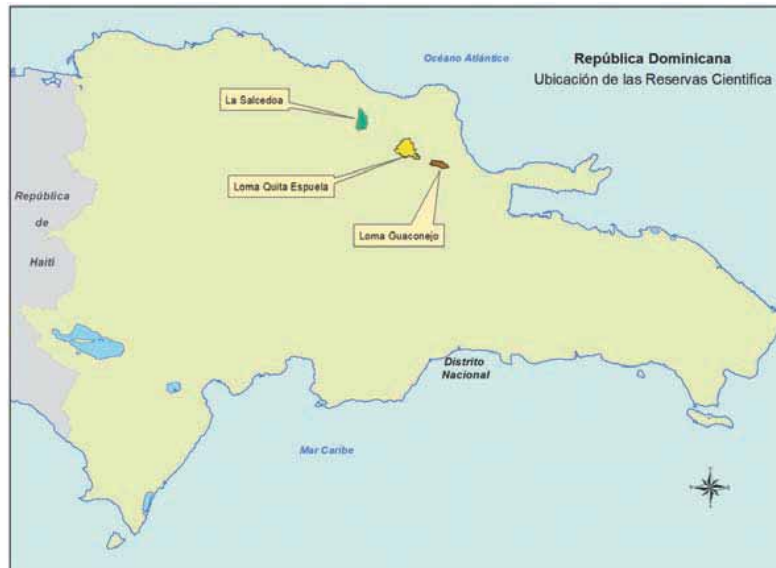 Océano Atlántico
República Dominicana
Ubicación de las Reservas Cientifica
La Salcedoa
Loma Quita Espuela
República
de
Haiti
Loma Guaconejo
Distrito
Nacional
Mar Caribe